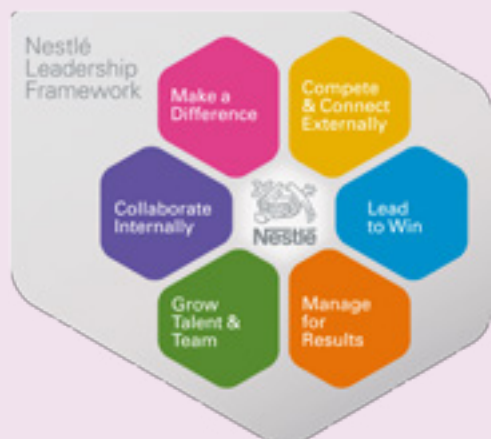 Nestlé
Leadership
Framework
Make a
Difference
Compete
& Connect
Externally
Collaborate
Internally
Nestlé
Lead
to Win
Grow
Talent &
Team
Manage
for
Results